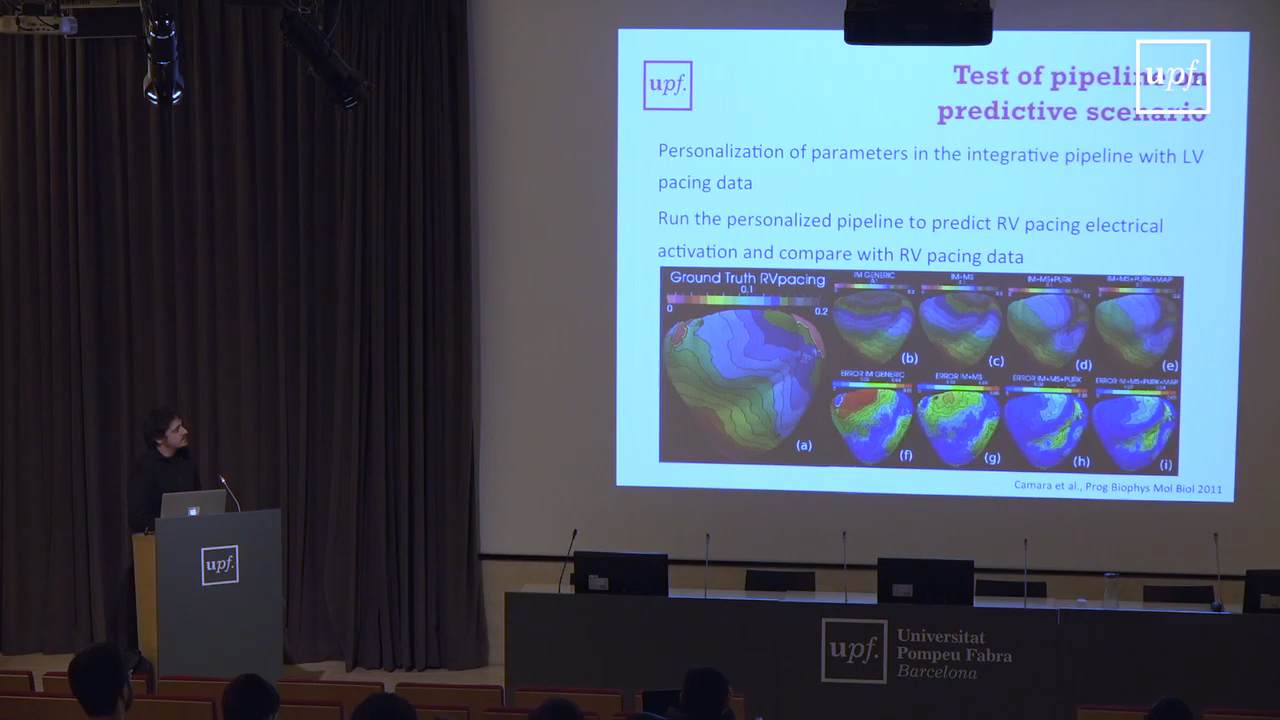 upf.
upf.
Test of pipeline on
predictive scenario
Personalization of parameters in the integrative pipeline with LV
pacing data
Run the personalized pipeline to predict RV pacing electrical
activation and compare with RV pacing data
Ground Truth RVpacing
0.1
0 0.2
(a)
IM GENERIC
(b)
IM+MS
(c)
IM+MS+PURK
(d)
IM+MS+PURK+MAP
(e)
ERROR IM GENERIC
(f)
ERROR IM+MS
(g)
ERROR IM+MS+PURK
(h)
ERROR IM+MS+PURK+MAP
(i)
Camara et al., Prog Biophys Mol Biol 2011
upf.
upf.
Universitat
Pompeu Fabra
Barcelona